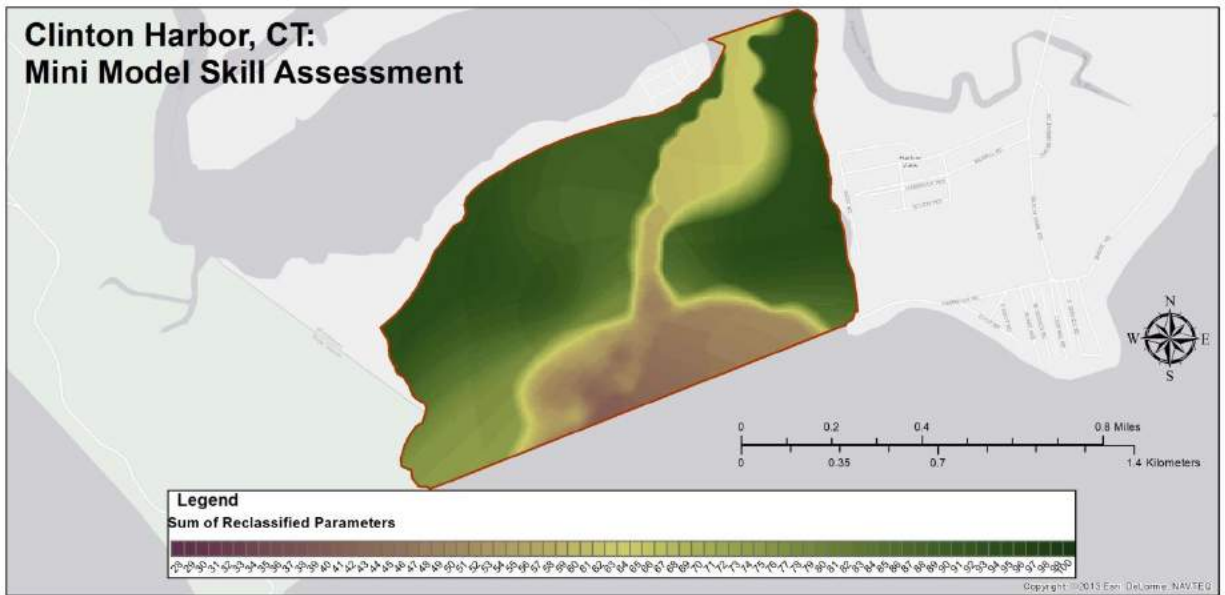 Clinton Harbor, CT:
Mini Model Skill Assessment
Harbor View
N
W E
S
0 0.2 0.4 0.8 Miles
0 0.35 0.7 1.4 Kilometers
Legend
Sum of Reclassified Parameters
28 29 30 31 32 33 34 35 36 37 38 39 40 41 42 43 44 45 46 47 48 49 50 51 52 53 54 55 56 57 58 59 60 61 62 63 64 65 66 67 68 69 70 71 72 73 74 75 76 77 78 79 80 81 82 83 84 85 86 87 88 89 90 91 92 93 94 95 96 97 98 99 100
Copyright: ©2013 Esri, DeLorme, NAVTEQ